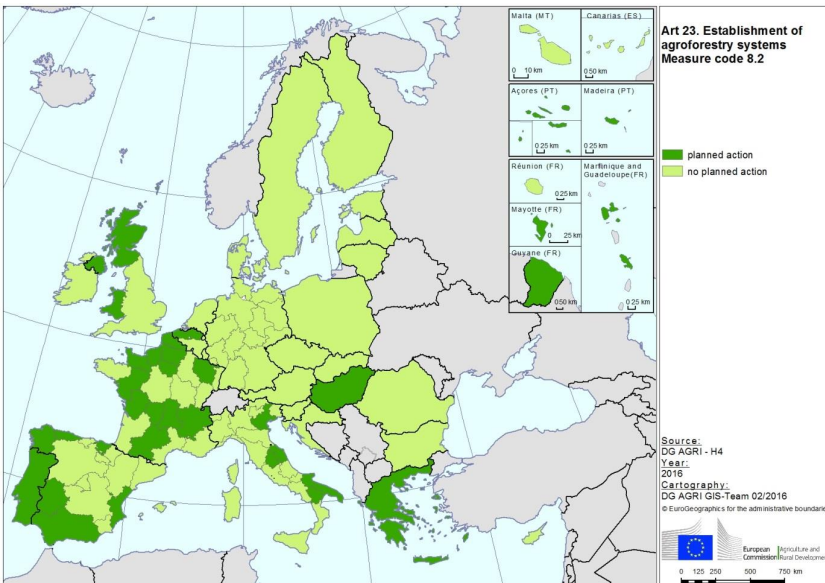 Malta (MT)
Canarias (ES)
0 10 km
0 50 km
Açores (PT)
Madeira (PT)
0 25 km
0 25 km
Réunion (FR)
0 25 km
Martinique and
Guadeloupe(FR)
Mayotte (FR)
0 25 km
Guyane (FR)
0 50 km
0 25 km
Art 23. Establishment of
agroforestry systems
Measure code 8.2
planned action
no planned action
Source:
DG AGRI - H4
Year:
2016
Cartography:
DG AGRI GIS-Team 02/2016
© EuroGeographics for the administrative boundarie
European
Commission
Agriculture and
Rural Developme
0 125 250 500 750 km